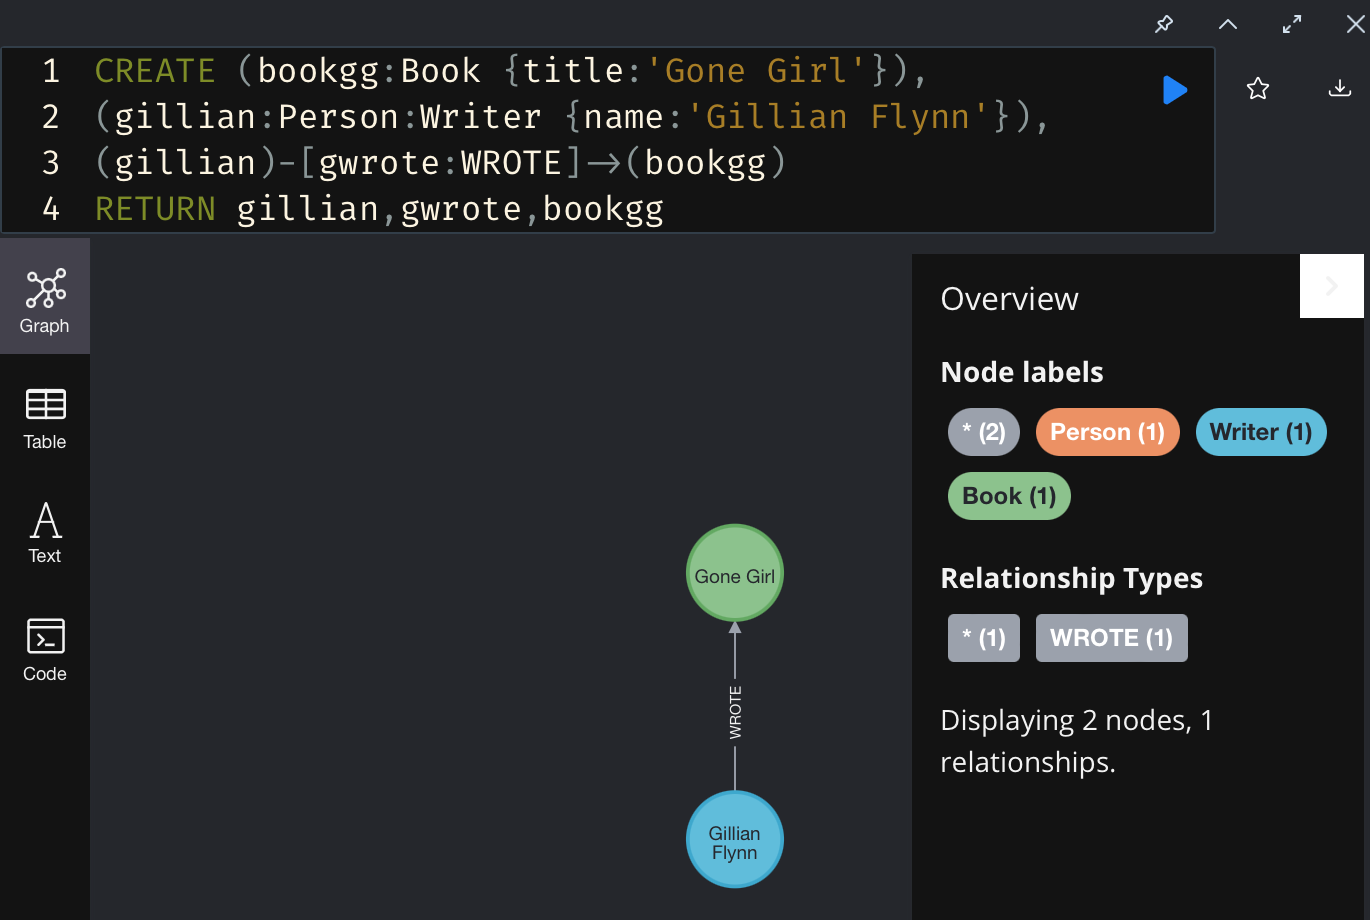 1 CREATE (bookgg:Book {title:'Gone Girl'}),
2 (gillian:Person:Writer {name:'Gillian Flynn'}),
3 (gillian)-[gwrote:WROTE]->(bookgg)
4 RETURN gillian,gwrote,bookgg
Graph
Table
Text
Code
Gone Girl
WROTE
Gillian
Flynn
Overview
Node labels
* (2) Person (1) Writer (1)
Book (1)
Relationship Types
* (1) WROTE (1)
Displaying 2 nodes, 1
relationships.